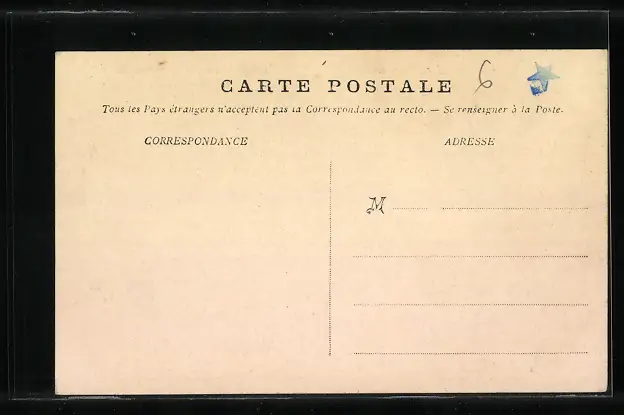 CARTE POSTALE 6
Tous les Pays étrangers n'acceptent pas la Correspondance au recto. — Se renseigner à la Poste.
CORRESPONDANCE
ADRESSE
M